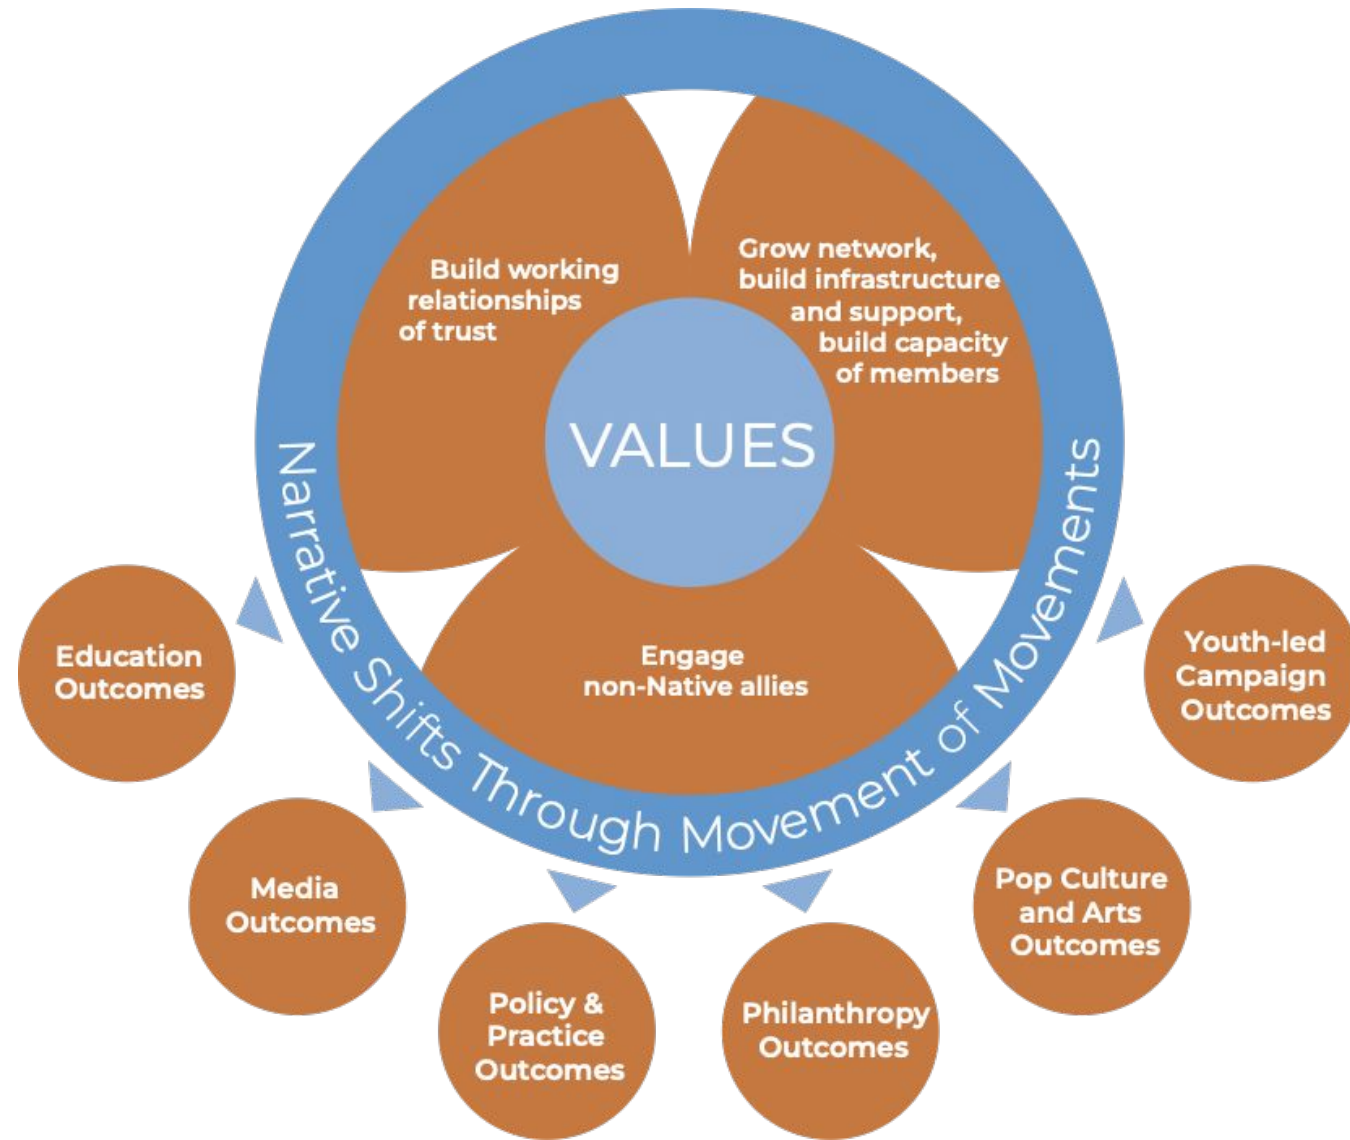 Build working
relationships
of trust
Grow network,
build infrastructure
and support,
build capacity
of members
VALUES
Engage
non-Native allies
Narrative Shifts Through Movement of Movements
Education
Outcomes
Media
Outcomes
Policy &
Practice
Outcomes
Philanthropy
Outcomes
Pop Culture
and Arts
Outcomes
Youth-led
Campaign
Outcomes